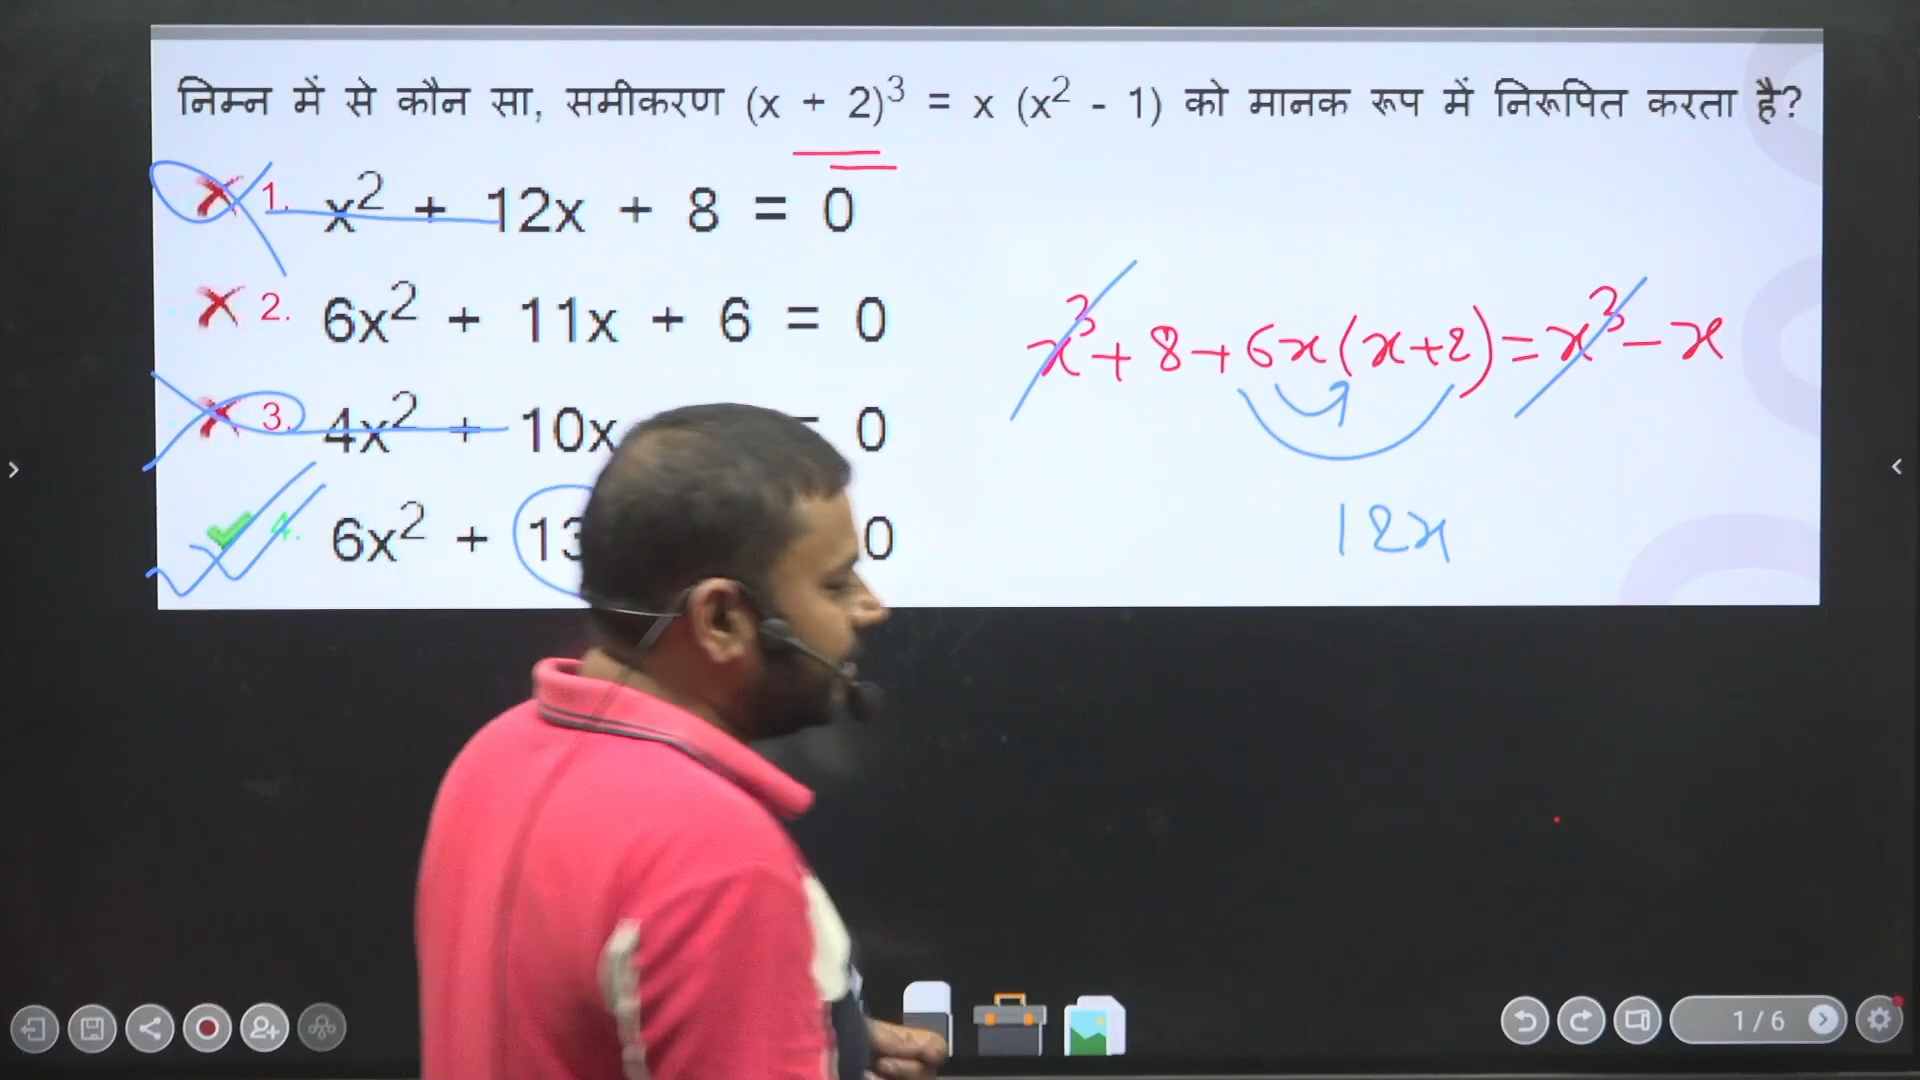 निम्न में से कौन सा, समीकरण (x + 2)³ = x (x² - 1) को मानक रूप में निरूपित करता है?
1. x² + 12x + 8 = 0
2. 6x² + 11x + 6 = 0
3. 4x² + 10x = 0
4. 6x² + 13 0
x³ + 8 + 6x(x+2) = x³ - x
12x
1 / 6